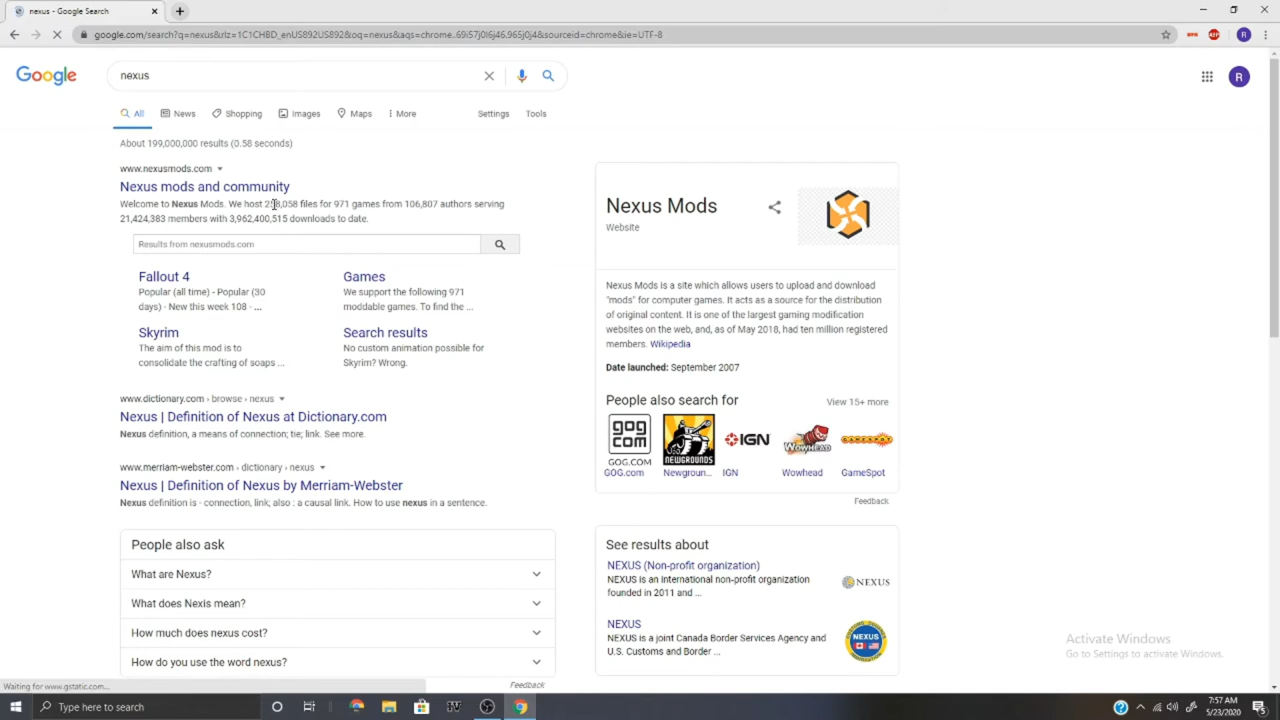 nexus - Google Search
google.com/search?q=nexus&rlz=1C1CHBD_enUS892US892&oq=nexus&aqs=chrome..69i57j0l6j46.965j0j4&sourceid=chrome&ie=UTF-8
R
Google
nexus
R
All
News
Shopping
Images
Maps
More
Settings
Tools
About 199,000,000 results (0.58 seconds)
www.nexusmods.com
Nexus mods and community
Welcome to Nexus Mods. We host files for 971 games from 106,807 authors serving
21,424,383 members with 3,962,400,515 downloads to date.
Results from nexusmods.com
Fallout 4
Popular (all time) - Popular (30
days) - New this week 108 - ...
Games
We support the following 971
moddable games. To find the ...
Skyrim
The aim of this mod is to
consolidate the crafting of soaps ...
Search results
No custom animation possible for
Skyrim? Wrong.
www.dictionary.com › browse › nexus
Nexus | Definition of Nexus at Dictionary.com
Nexus definition, a means of connection; tie; link. See more.
www.merriam-webster.com › dictionary › nexus
Nexus | Definition of Nexus by Merriam-Webster
Nexus definition is - connection, link; also : a causal link. How to use nexus in a sentence.
People also ask
What are Nexus?
What does Nexis mean?
How much does nexus cost?
How do you use the word nexus?
Feedback
Nexus Mods
Website
Nexus Mods is a site which allows users to upload and download
"mods" for computer games. It acts as a source for the distribution
of original content. It is one of the largest gaming modification
websites on the web, and, as of May 2018, had ten million registered
members. Wikipedia
Date launched: September 2007
People also search for
View 15+ more
GOG COM
GOG.COM
NEWGROUNDS
IGN
WOWHEAD
GAMESPOT
GOG.com
Newgroun...
IGN
Wowhead
GameSpot
Feedback
See results about
NEXUS (Non-profit organization)
NEXUS is an international non-profit organization
founded in 2011 and ...
NEXUS
NEXUS
NEXUS is a joint Canada Border Services Agency and
U.S. Customs and Border ...
NEXUS
Activate Windows
Go to Settings to activate Windows.
Waiting for www.gstatic.com...
Type here to search
7:57 AM
5/23/2020
5